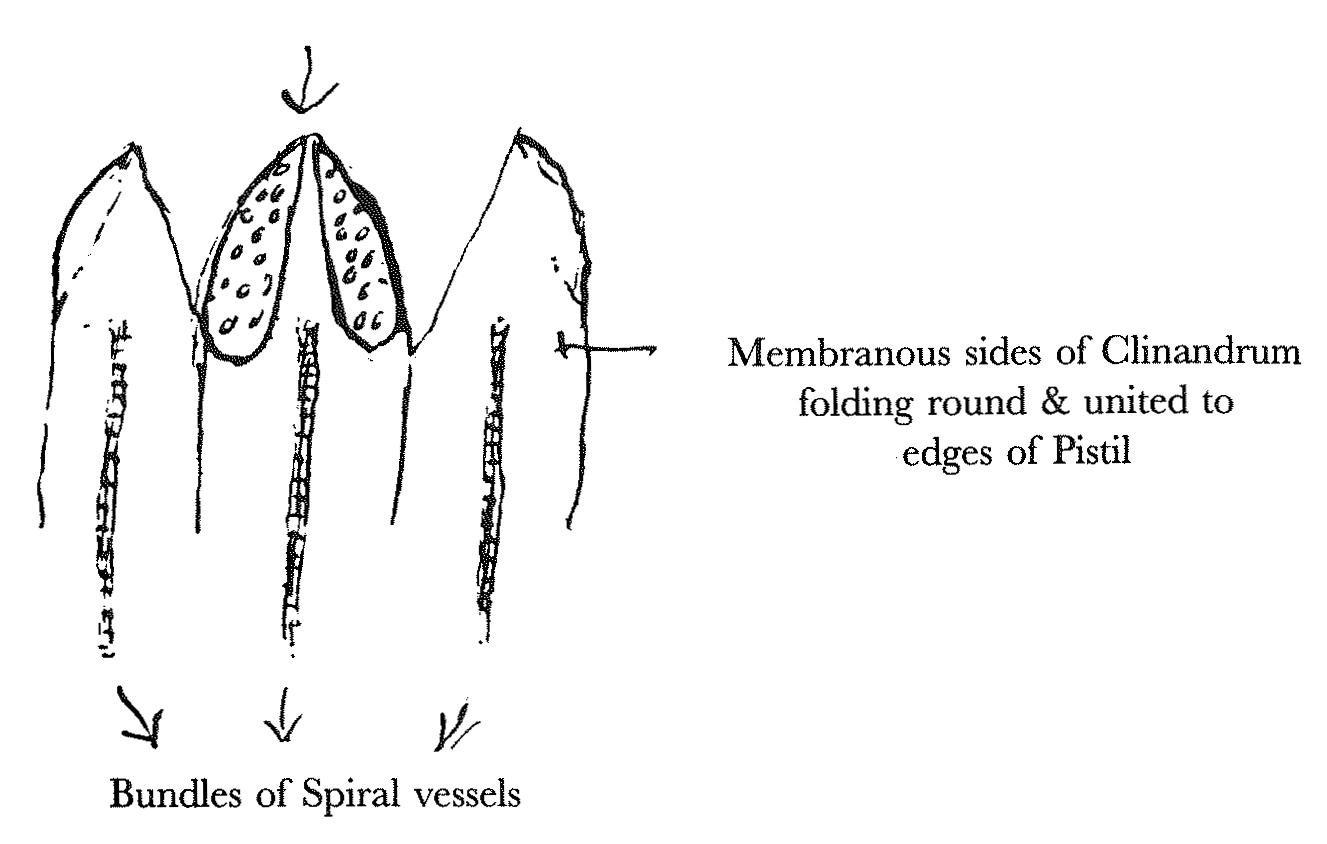 Membranous sides of Clinandrum
folding round & united to
edges of Pistil
Bundles of Spiral vessels